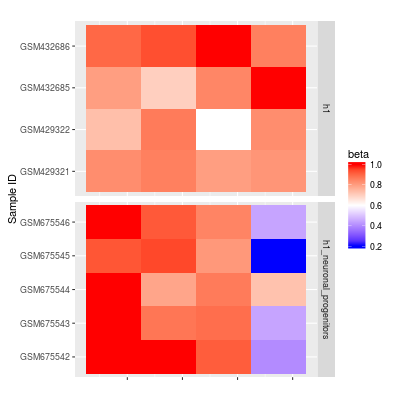 Sample ID
GSM432686
GSM432685
GSM429322
GSM429321
h1
GSM675546
GSM675545
GSM675544
GSM675543
GSM675542
h1_neuronal_progenitors
beta
1.0
0.8
0.6
0.4
0.2